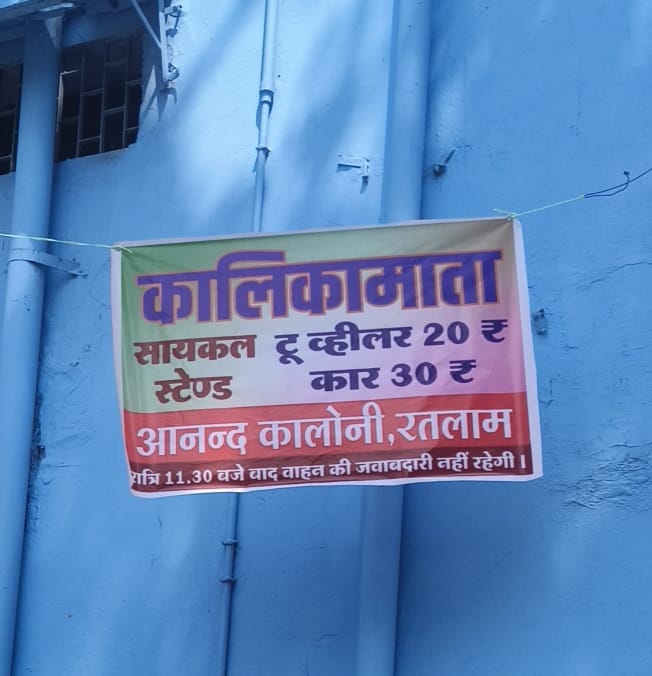 कालिकामाता
सायकल स्टेण्ड
टू व्हीलर 20 ₹
कार 30 ₹
आनन्द कालोनी,रतलाम
रात्रि 11.30 बजे बाद वाहन की जवाबदारी नहीं रहेगी।